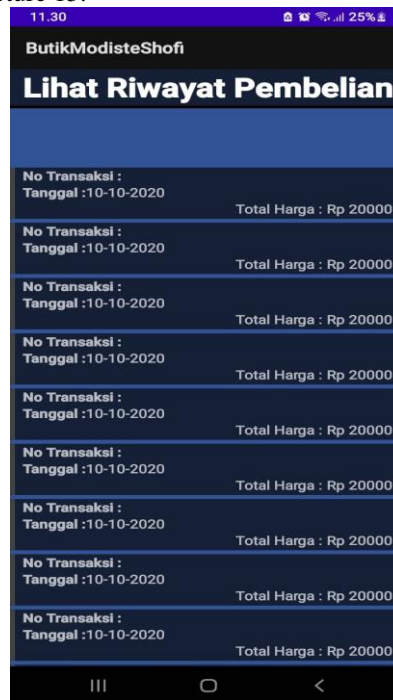 11.30 25%
ButikModisteShofi
Lihat Riwayat Pembelian
No Transaksi :
Tanggal :10-10-2020
Total Harga : Rp 20000
No Transaksi :
Tanggal :10-10-2020
Total Harga : Rp 20000
No Transaksi :
Tanggal :10-10-2020
Total Harga : Rp 20000
No Transaksi :
Tanggal :10-10-2020
Total Harga : Rp 20000
No Transaksi :
Tanggal :10-10-2020
Total Harga : Rp 20000
No Transaksi :
Tanggal :10-10-2020
Total Harga : Rp 20000
No Transaksi :
Tanggal :10-10-2020
Total Harga : Rp 20000
No Transaksi :
Tanggal :10-10-2020
Total Harga : Rp 20000
No Transaksi :
Tanggal :10-10-2020
Total Harga : Rp 20000